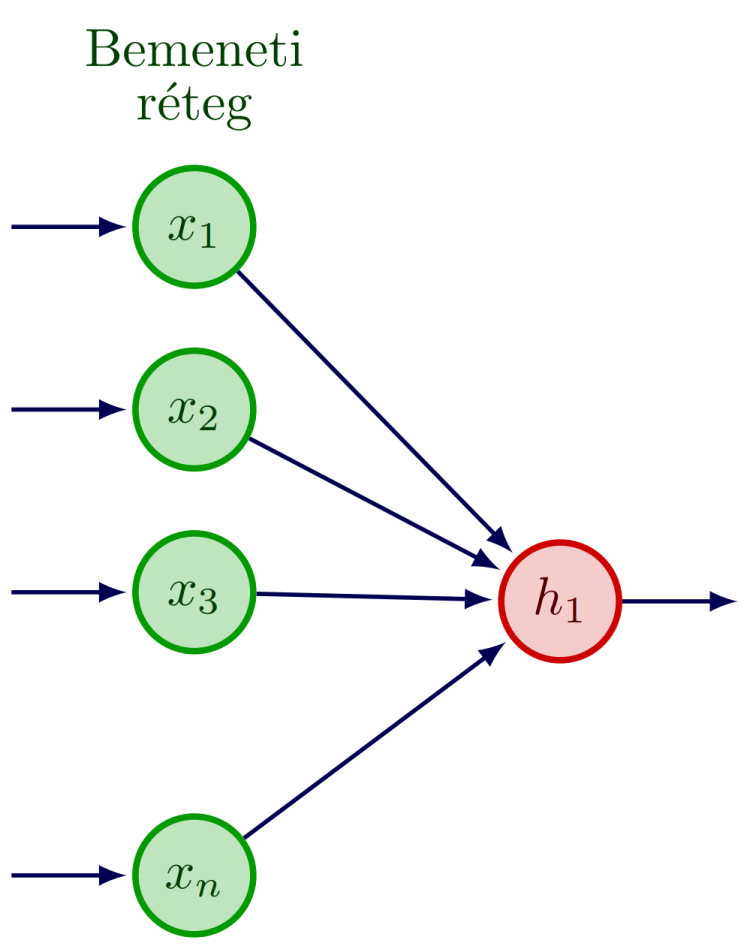 Bemeneti
réteg
x₁
x₂
x₃
h₁
xₙ